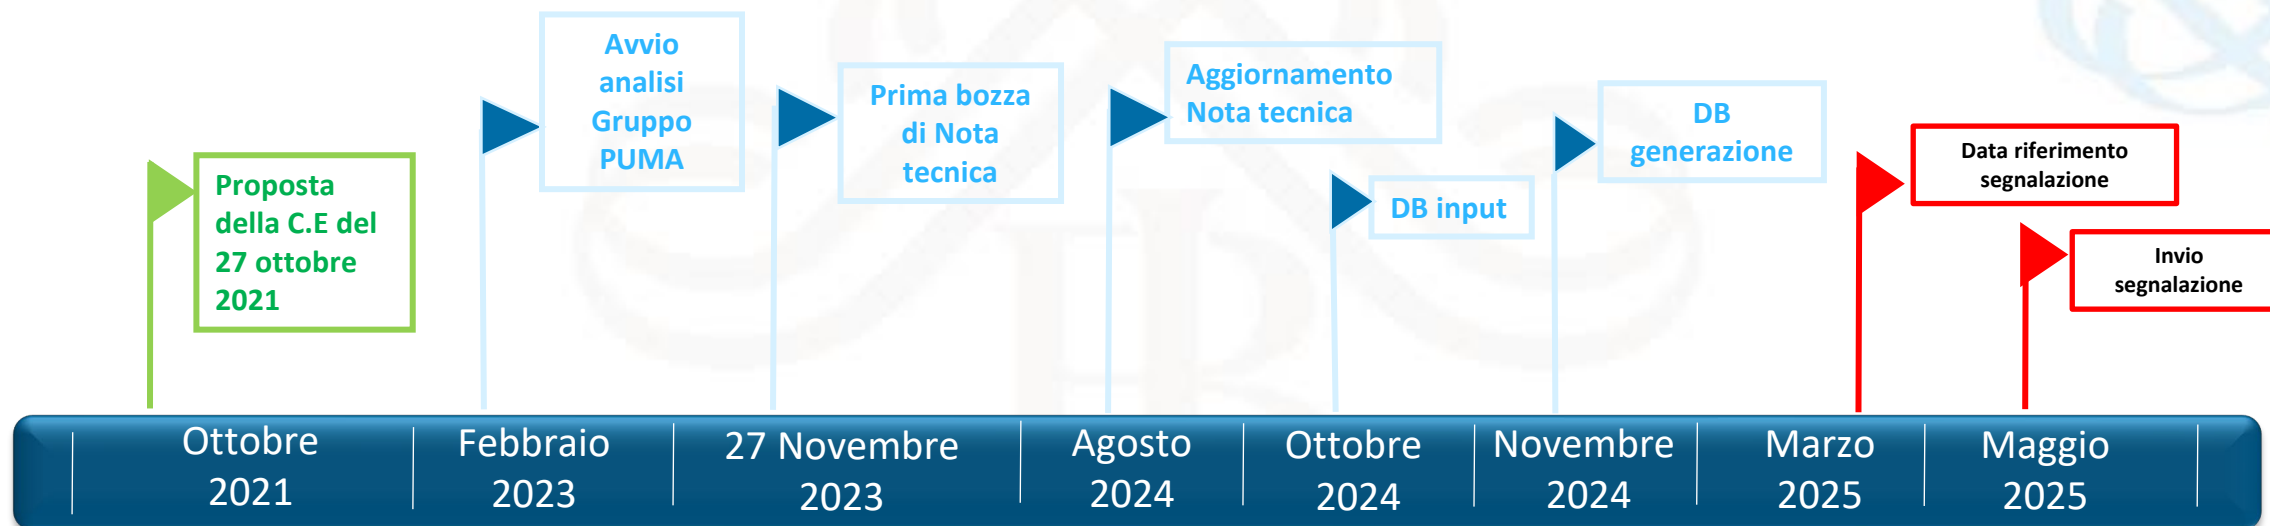 Proposta
della C.E del
27 ottobre
2021
Avvio
analisi
Gruppo
PUMA
Prima bozza
di Nota
tecnica
Aggiornamento
Nota tecnica
DB input
DB
generazione
Data riferimento
segnalazione
Invio
segnalazione
Ottobre
2021
Febbraio
2023
27 Novembre
2023
Agosto
2024
Ottobre
2024
Novembre
2024
Marzo
2025
Maggio
2025